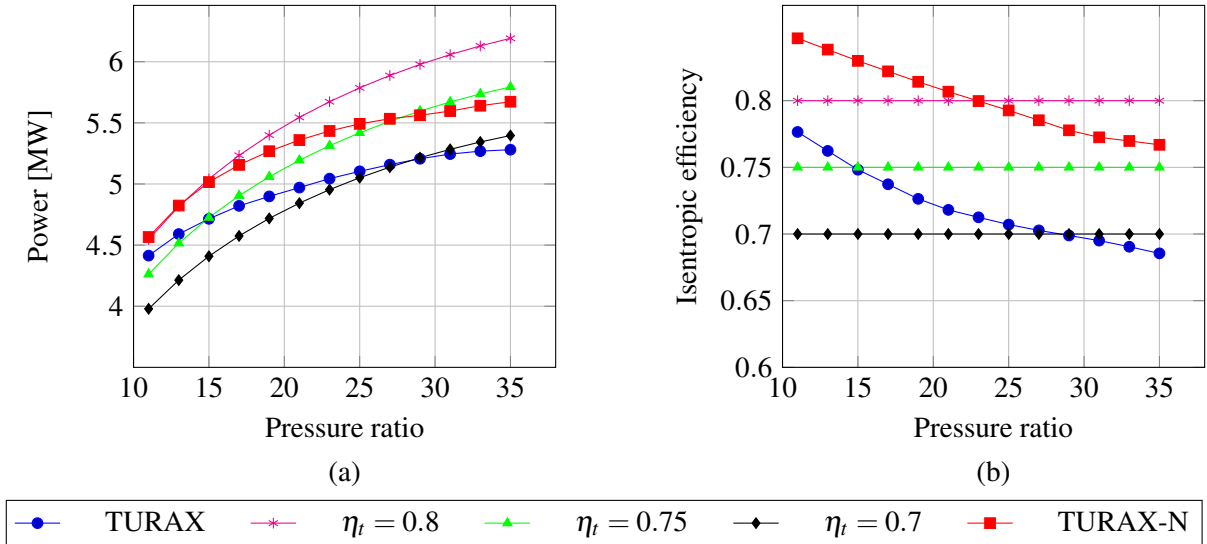 6
5.5
5
4.5
4
Power [MW]
10 15 20 25 30 35
Pressure ratio
(a)
0.8
0.75
0.7
0.65
0.6
Isentropic efficiency
10 15 20 25 30 35
Pressure ratio
(b)
TURAX ηt = 0.8 ηt = 0.75 ηt = 0.7 TURAX-N